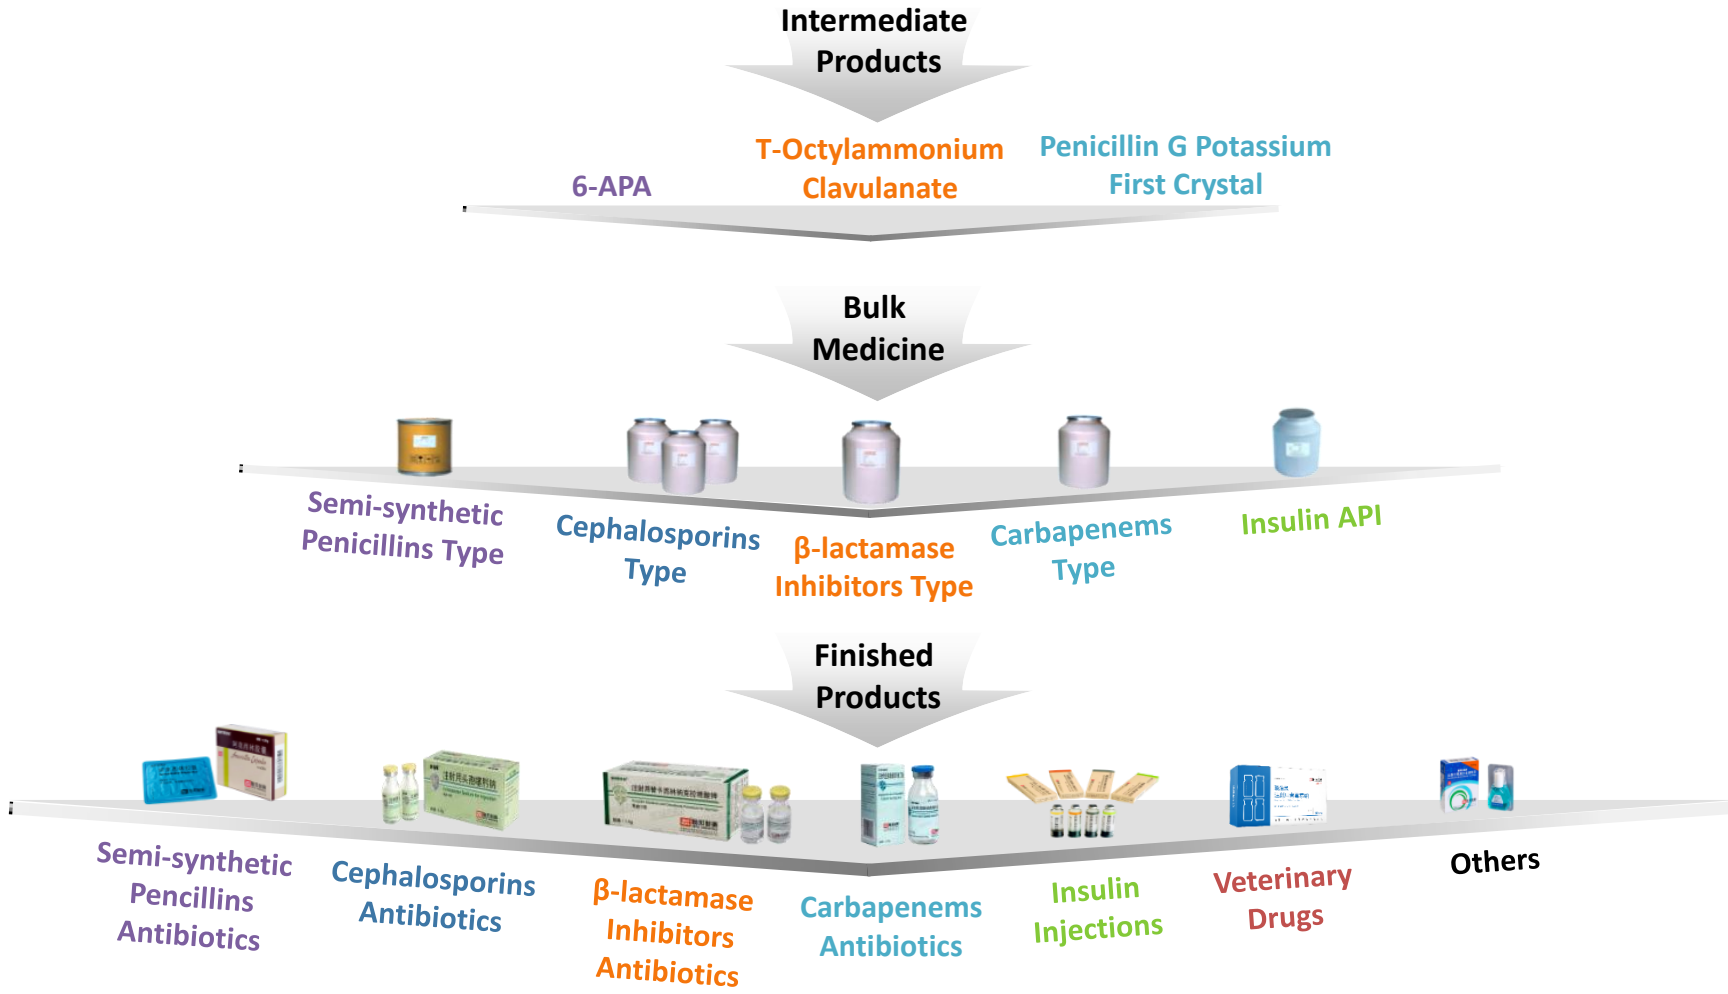 Intermediate
Products
6-APA
T-Octylammonium
Clavulanate
Penicillin G Potassium
First Crystal
Bulk
Medicine
Semi-synthetic
Penicillins Type
Cephalosporins
Type
β-lactamase
Inhibitors Type
Carbapenems
Type
Insulin API
Finished
Products
Semi-synthetic
Pencillins
Antibiotics
Cephalosporins
Antibiotics
β-lactamase
Inhibitors
Antibiotics
Carbapenems
Antibiotics
Insulin
Injections
Veterinary
Drugs
Others